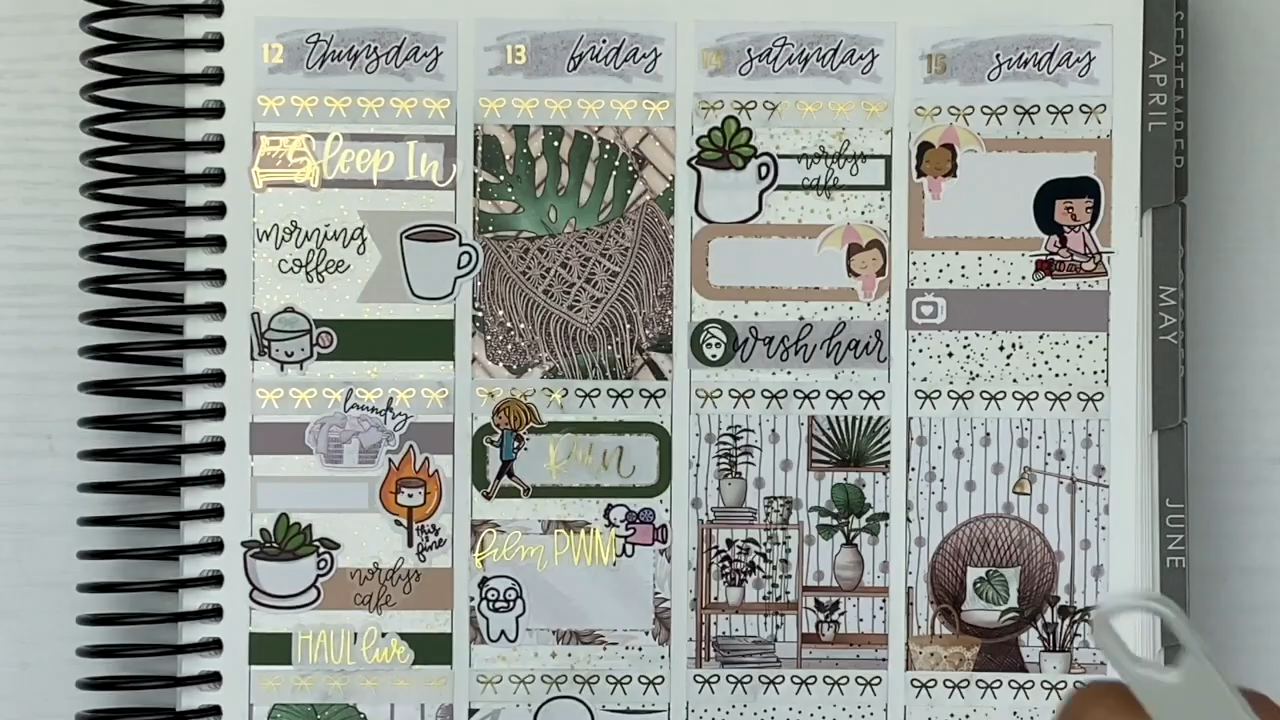 12 thursday
Sleep In
morning
coffee
laundry
this
is
fine
nordys
cafe
HAUL live
13 friday
Run
film PWM
14 saturday
nordys
cafe
wash hair
15 sunday
SEPTEMBER
APRIL
MAY
JUNE